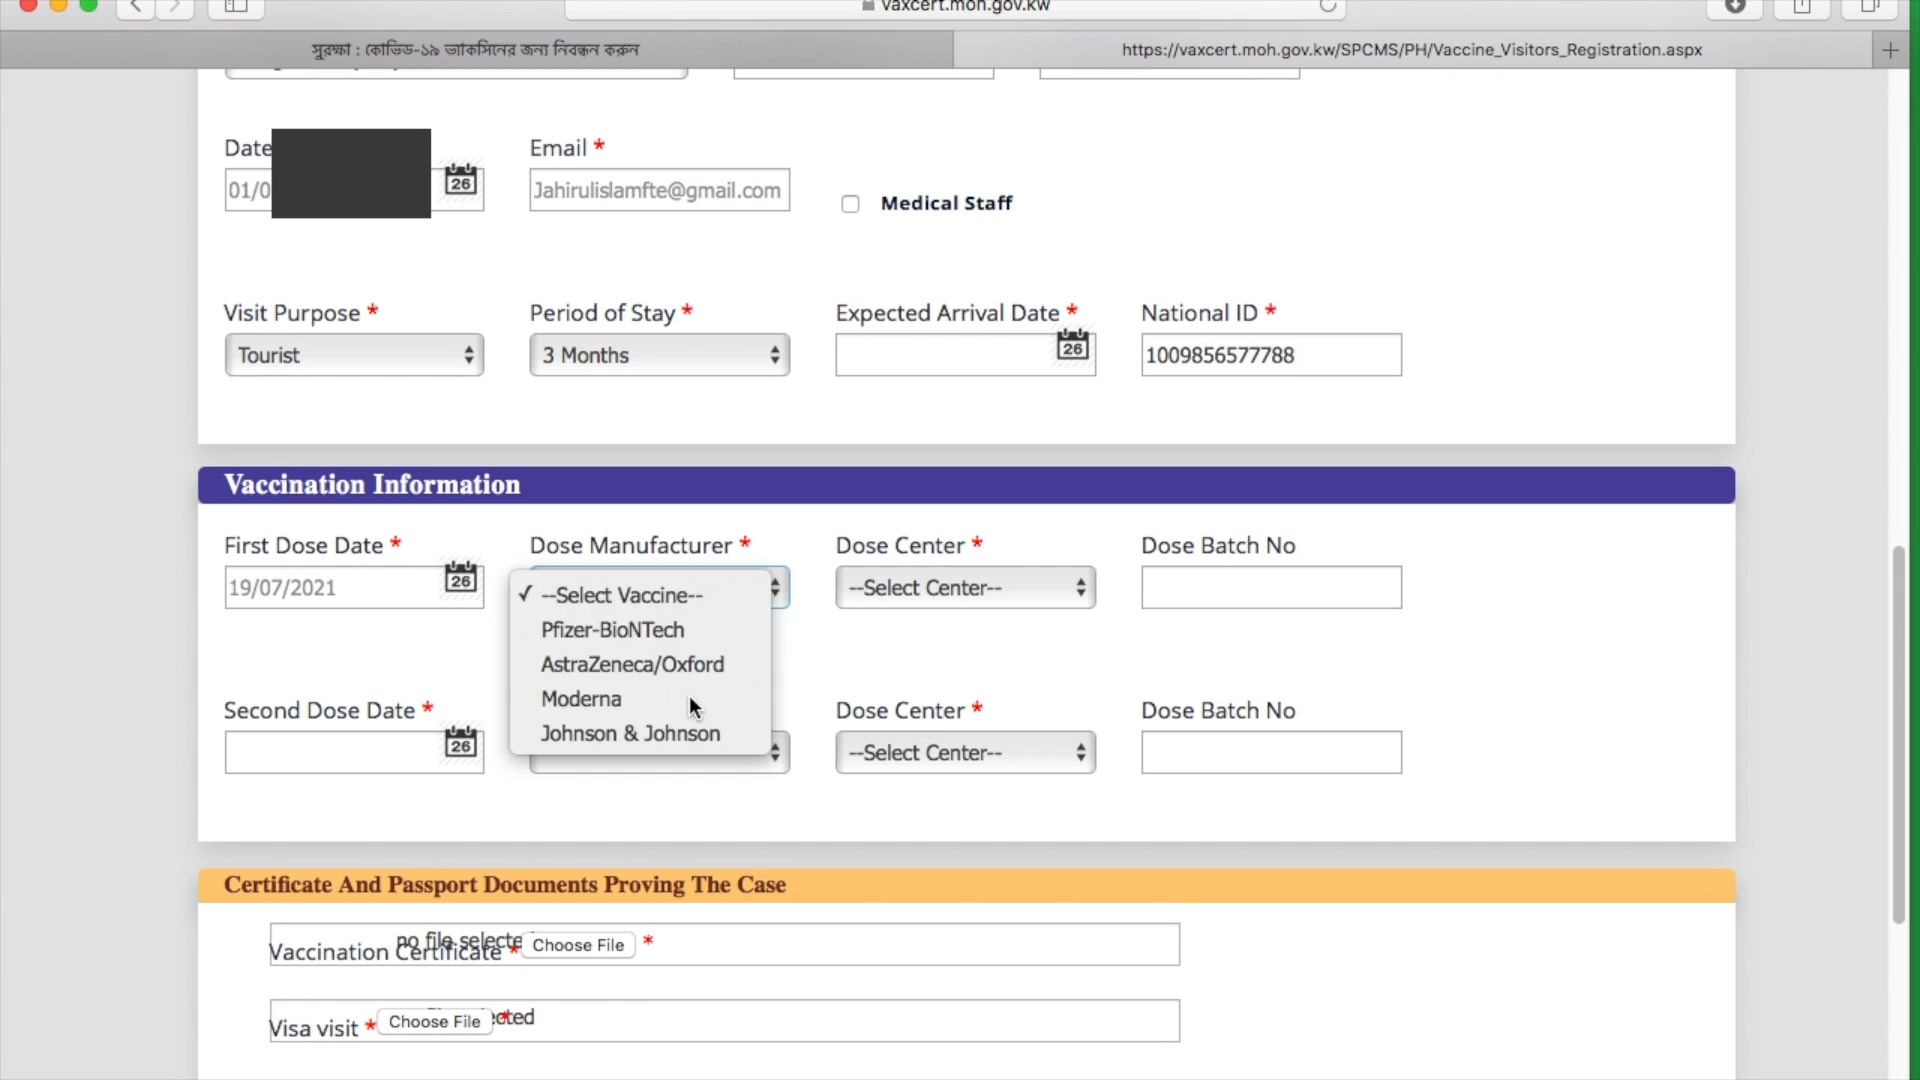 vaxcert.moh.gov.kw
সুরক্ষা : কোভিড-১৯ ভ্যাকসিনের জন্য নিবন্ধন করুন
https://vaxcert.moh.gov.kw/SPCMS/PH/Vaccine_Visitors_Registration.aspx
Date
Email *
01/0
26
Jahirulislamfte@gmail.com
Medical Staff
Visit Purpose *
Period of Stay *
Expected Arrival Date *
National ID *
Tourist
3 Months
26
1009856577788
Vaccination Information
First Dose Date *
Dose Manufacturer *
Dose Center *
Dose Batch No
19/07/2021
26
--Select Center--
✓ --Select Vaccine--
Pfizer-BioNTech
AstraZeneca/Oxford
Moderna
Johnson & Johnson
Second Dose Date *
Dose Center *
Dose Batch No
26
--Select Center--
Certificate And Passport Documents Proving The Case
no file selecte
Vaccination Certificate * Choose File *
Visa visit * Choose File * cted